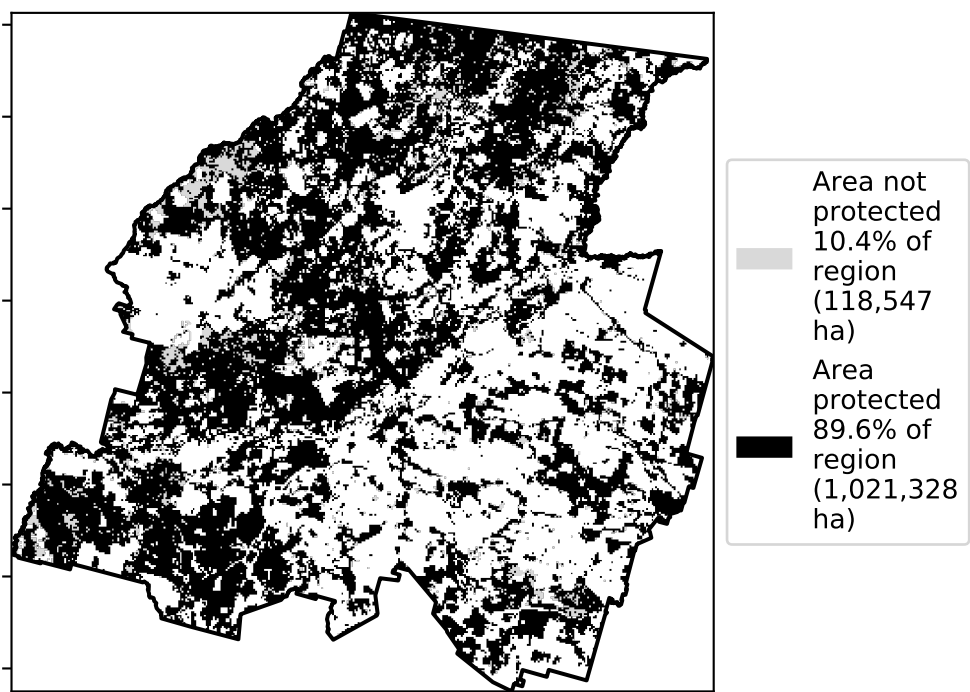 Area not
protected
10.4% of
region
(118,547
ha)
Area
protected
89.6% of
region
(1,021,328
ha)